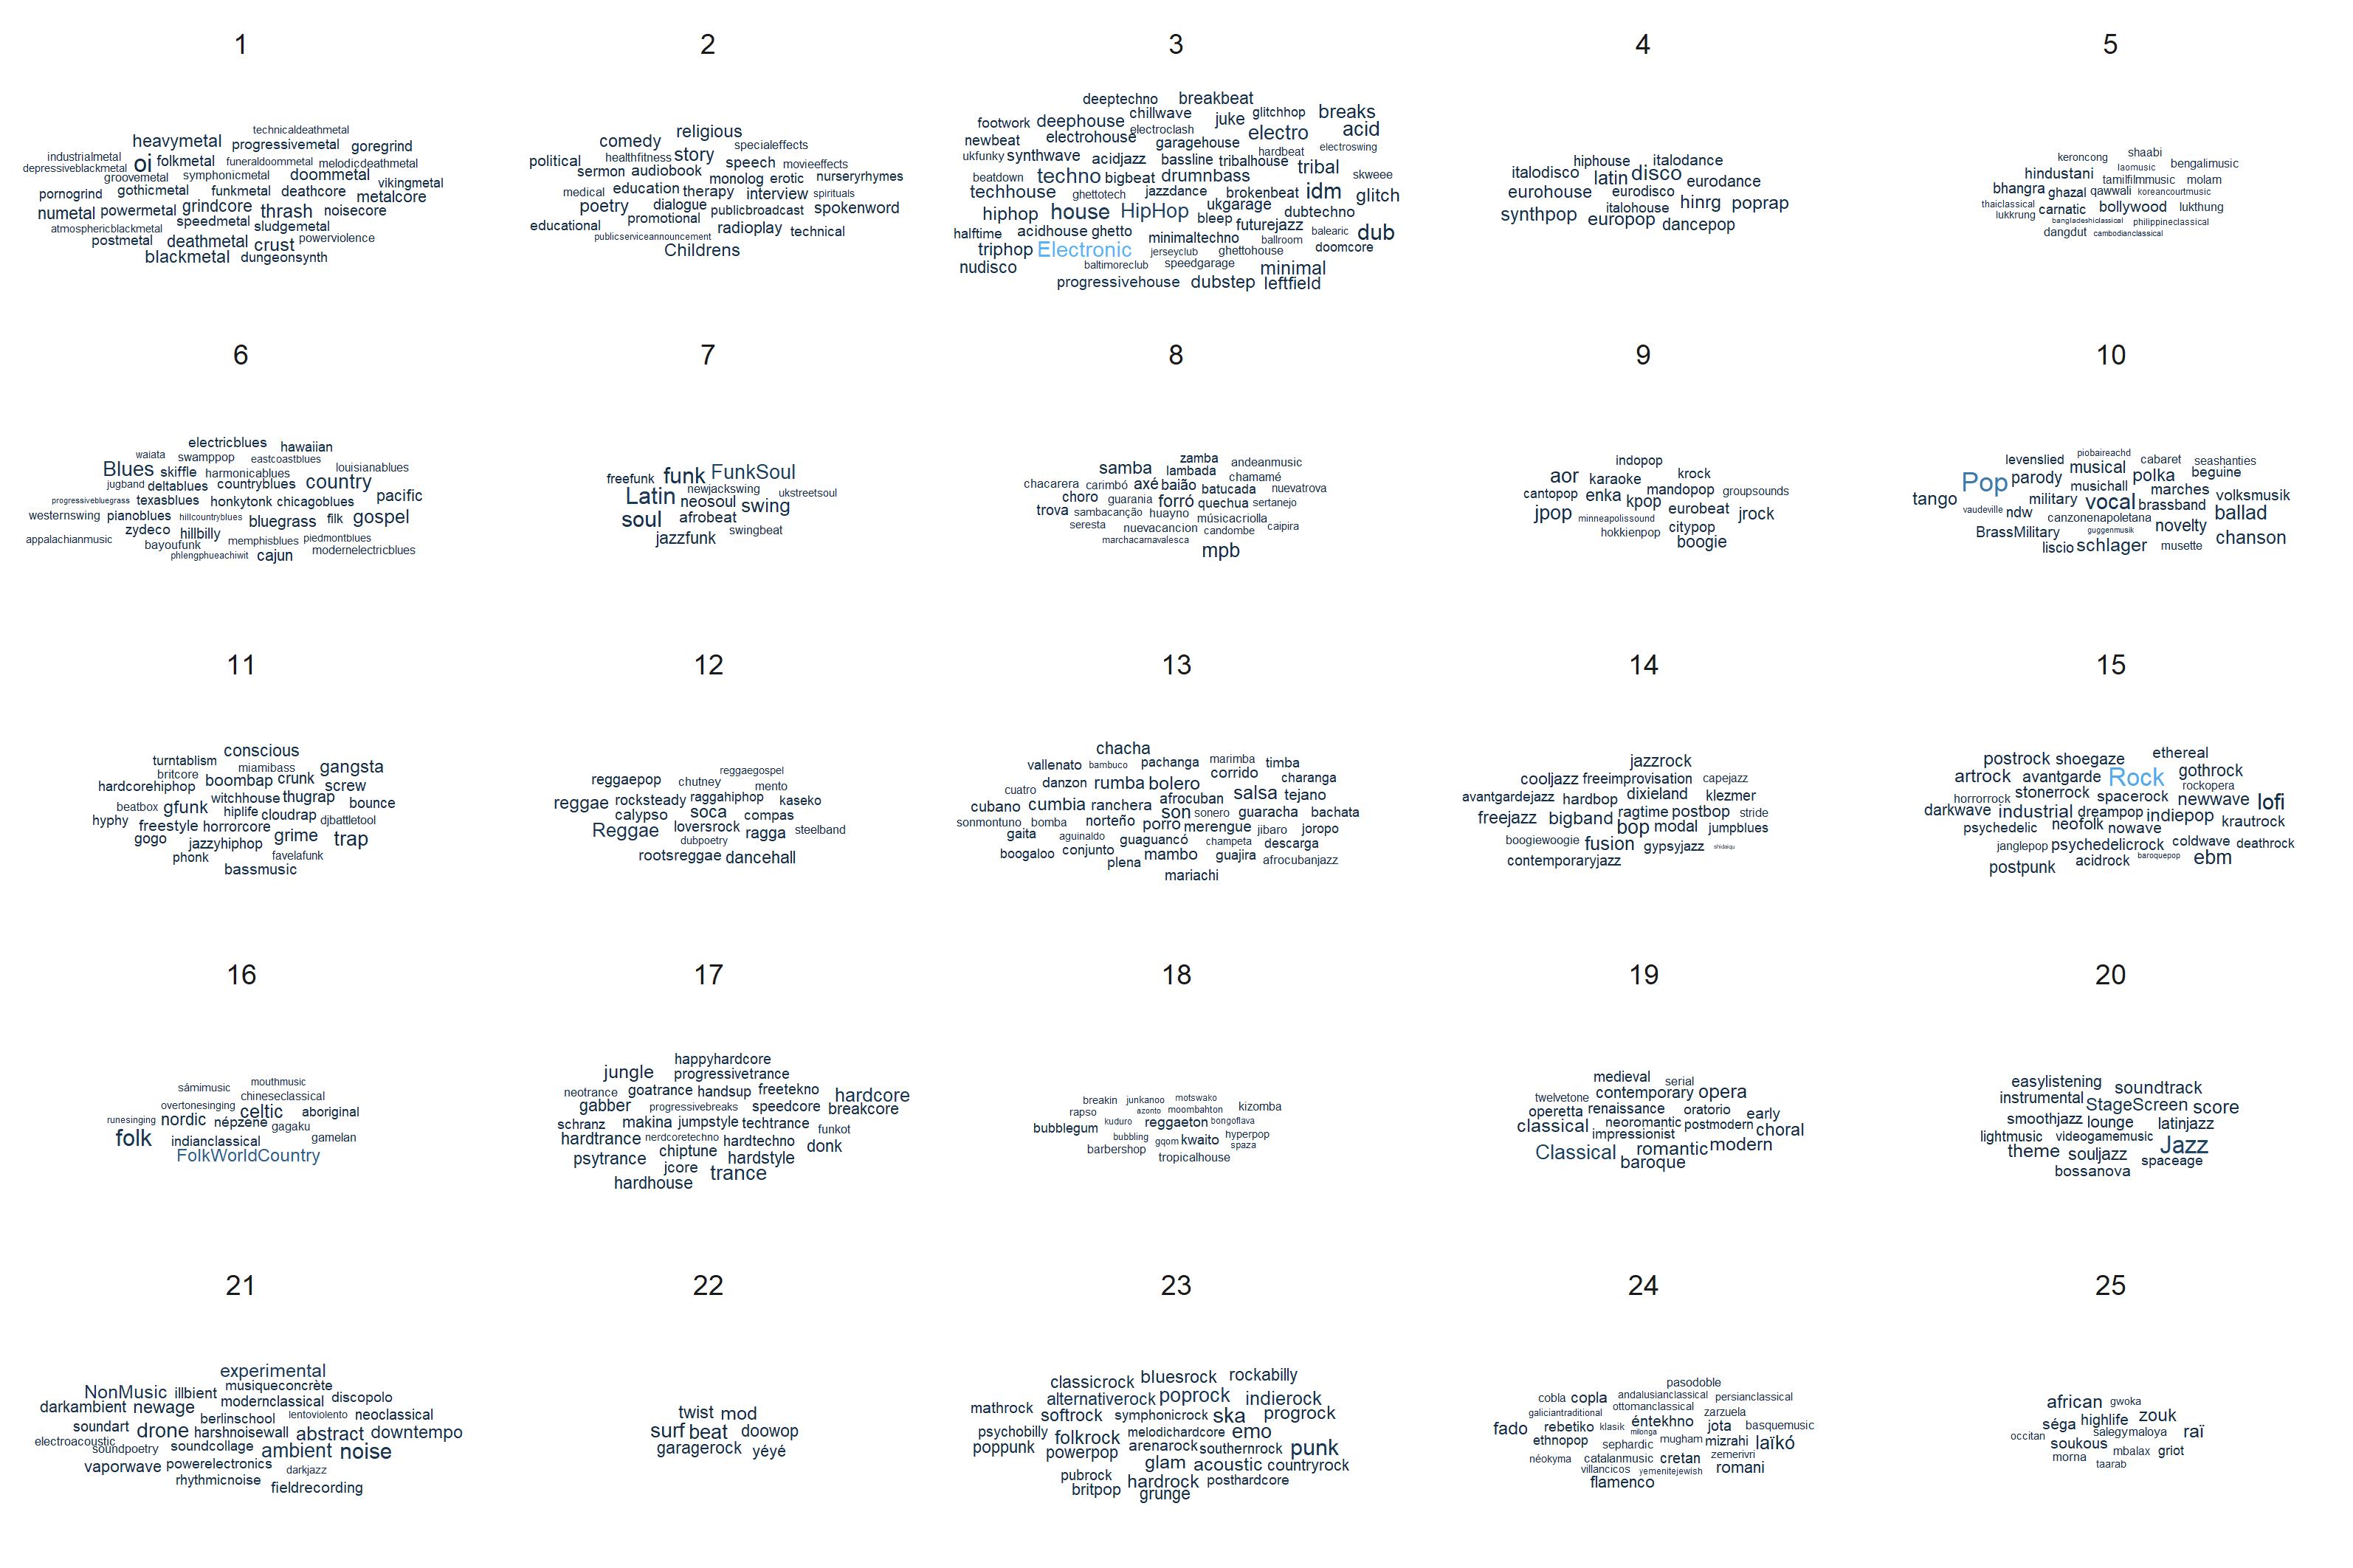 1
technicaldeathmetal
heavymetal progressivemetal goregrind
industrialmetal oi folkmetal funeraldoommetal melodicdeathmetal
depressiveblackmetal groovemetal symphonicmetal doommetal vikingmetal
pornogrind gothicmetal funkmetal deathcore metalcore
numetal powermetal grindcore thrash noisecore
atmosphericblackmetal speedmetal sludgemetal
postmetal deathmetal crust powerviolence
blackmetal dungeonsynth
2
religious
comedy specialeffects
political healthfitness story speech movieeffects
sermon audiobook monolog erotic nurseryrhymes
medical education therapy interview spirituals
poetry dialogue publicbroadcast spokenword
educational promotional radioplay technical
publicserviceannouncement
Childrens
3
deeptechno breakbeat
chillwave glitchhop breaks
footwork deephouse electroclash juke electro acid
newbeat electrohouse garagehouse hardbeat electroswing
ukfunky synthwave acidjazz bassline tribalhouse tribal
beatdown techno bigbeat drumnbass skweee
techhouse ghettotech jazzdance brokenbeat idm glitch
hiphop house HipHop ukgarage dubtechno
bleep futurejazz balearic dub
halftime acidhouse ghetto minimaltechno ballroom doomcore
triphop Electronic jerseyclub ghettohouse
nudisco baltimoreclub speedgarage minimal
progressivehouse dubstep leftfield
4
hiphouse italodance
italodisco latin disco eurodance
eurohouse eurodisco hinrg poprap
synthpop italohouse europop dancepop
5
keroncong shaabi
laomusic bengalimusic
hindustani tamilfilmmusic molam
bhangra ghazal qawwali koreancourtmusic
thaiclassical carnatic bollywood lukthung
lukkrung bangladeshiclassical philippineclassical
dangdut cambodianclassical
6
electricblues hawaiian
waiata swamppop eastcoastblues
Blues skiffle harmonicablues louisianablues
jugband deltablues countryblues country
progressivebluegrass texasblues honkytonk chicagoblues pacific
westernswing pianoblues hillcountryblues bluegrass filk gospel
zydeco hillbilly
appalachianmusic bayoufunk memphisblues piedmontblues
phlengphueachiwit cajun modernelectricblues
7
freefunk funk FunkSoul
Latin newjackswing ukstreetsoul
neosoul swing
soul afrobeat
jazzfunk swingbeat
8
zamba
samba lambada andeanmusic
chacarera carimbó axé baião batucada chamamé nuevatrova
choro guarania forró quechua sertanejo
trova sambacanção huayno músicacriolla
seresta nuevacancion candombe caipira
marchacarnavalesca
mpb
9
indopop
aor karaoke krock
cantopop enka kpop mandopop groupsounds
jpop minneapolissound eurobeat jrock
hokkienpop citypop
boogie
10
piobaireachd
levenslied musical cabaret seashanties
Pop parody polka beguine
tango military musichall marches volksmusik
vaudeville ndw vocal brassband ballad
canzonenapoletana novelty
BrassMilitary guggenmusik chanson
liscio schlager musette
11
conscious
turntablism miamibass gangsta
britcore boombap crunk screw
hardcorehiphop witchhouse thugrap bounce
beatbox gfunk hiplife cloudrap djbattletool
hyphy freestyle horrorcore grime trap
gogo jazzyhiphop favelafunk
phonk
bassmusic
12
reggaegospel
reggaepop chutney mento
reggae rocksteady raggahiphop kaseko
calypso soca compas
Reggae loversrock ragga steelband
dubpoetry
rootsreggae dancehall
13
chacha
vallenato bambuco pachanga marimba timba
danzon rumba bolero corrido charanga
cuatro afrocuban salsa tejano
cubano cumbia ranchera son sonero guaracha bachata
sonmontuno bomba norteño porro merengue jibaro joropo
gaita aguinaldo guaguancó champeta descarga
boogaloo conjunto mambo guajira afrocubanjazz
plena
mariachi
14
jazzrock
cooljazz freeimprovisation capejazz
avantgardejazz hardbop dixieland klezmer
freejazz bigband ragtime postbop stride
bop modal jumpblues
boogiewoogie fusion gypsyjazz shidaiqu
contemporaryjazz
15
postrock shoegaze ethereal
artrock avantgarde Rock gothrock
horrorrock stonerrock spacerock rockopera
darkwave industrial dreampop newwave lofi
psychedelic neofolk nowave indiepop krautrock
janglepop psychedelicrock coldwave deathrock
postpunk acidrock baroquepop ebm
16
sámimusic mouthmusic
chineseclassical
overtonesinging celtic aboriginal
runesinging nordic népzene gagaku
folk indianclassical gamelan
FolkWorldCountry
17
happyhardcore
jungle progressivetrance
neotrance goatrance handsup freetekno hardcore
gabber progressivebreaks speedcore breakcore
schranz makina jumpstyle techtrance funkot
hardtrance nerdcoretechno hardtechno donk
psytrance chiptune hardstyle
jcore trance
hardhouse
18
breakin junkanoo motswako
rapso azonto moombahton kizomba
bubblegum kuduro reggaeton bongoflava
bubbling gqom kwaito hyperpop
barbershop spaza
tropicalhouse
19
medieval serial
twelvetone contemporary opera
operetta renaissance oratorio early
classical neoromantic postmodern choral
impressionist
Classical romantic modern
baroque
20
easylistening soundtrack
instrumental StageScreen score
smoothjazz lounge latinjazz
lightmusic videogamemusic Jazz
theme souljazz spaceage
bossanova
21
experimental
NonMusic illbient musiqueconcrète
darkambient newage modernclassical discopolo
soundart berlinschool lentoviolento neoclassical
drone harshnoisewall abstract downtempo
electroacoustic soundpoetry soundcollage ambient noise
vaporwave powerelectronics darkjazz
rhythmicnoise fieldrecording
22
twist mod
surf beat doowop
garagerock yéyé
23
classicrock bluesrock rockabilly
alternativerock poprock indierock
mathrock softrock symphonicrock ska progrock
psychobilly folkrock melodichardcore emo
poppunk powerpop arenarock southernrock punk
glam acoustic countryrock
pubrock hardrock posthardcore
britpop grunge
24
pasodoble
cobla copla andalusianclassical persianclassical
galiciantraditional ottomanclassical zarzuela
fado rebetiko klasik éntekhno jota basquemusic
milonga
ethnopop sephardic mugham mizrahi laïkó
néokyma catalanmusic cretan zemerivri
villancicos yemenitejewish romani
flamenco
25
african gwoka
séga highlife zouk
occitan salegymaloya raï
soukous mbalax griot
morna taarab